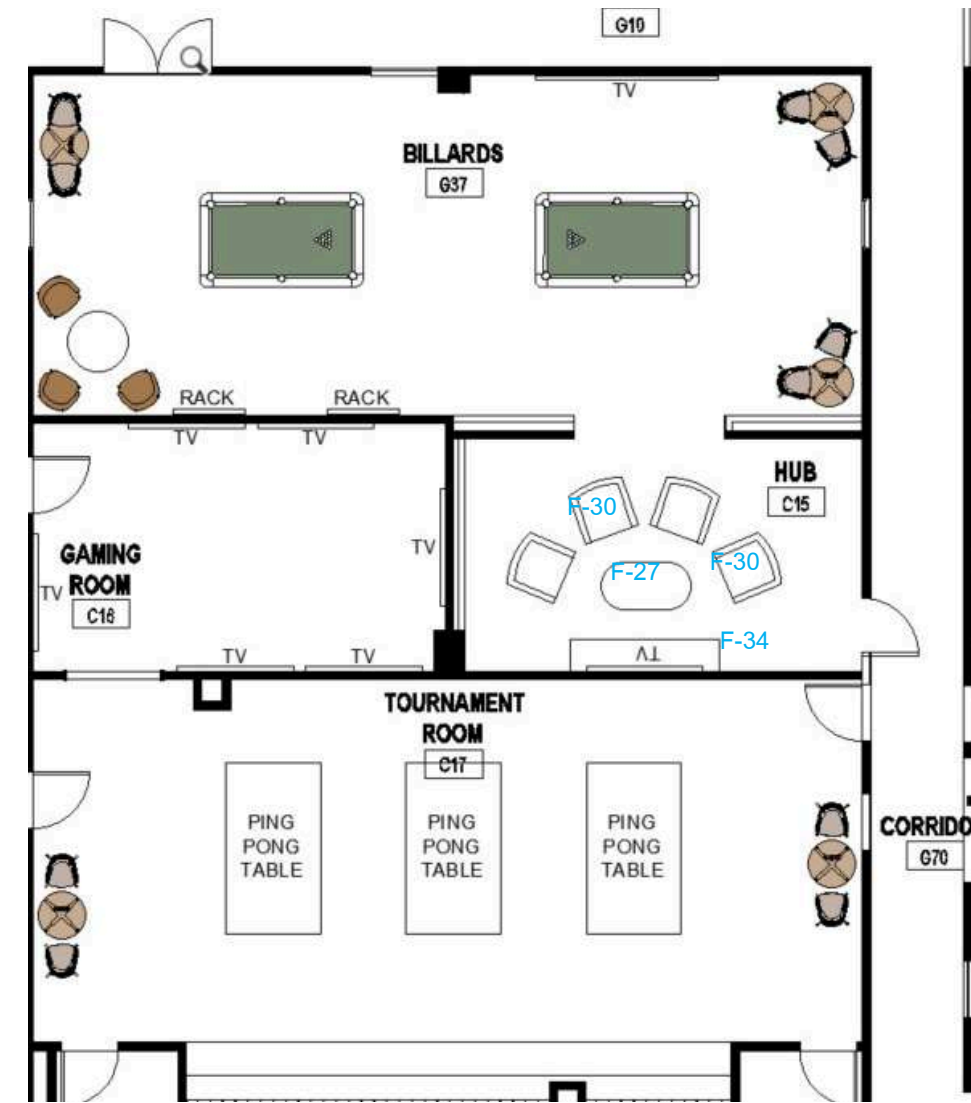 G10
TV
BILLARDS
G37
RACK
RACK
TV
TV
HUB
C15
F-30
TV
F-30
F-27
GAMING
ROOM
TV
C16
F-34
TV
TV
TV
TOURNAMENT
ROOM
C17
PING
PONG
TABLE
PING
PONG
TABLE
PING
PONG
TABLE
CORRIDO
G70